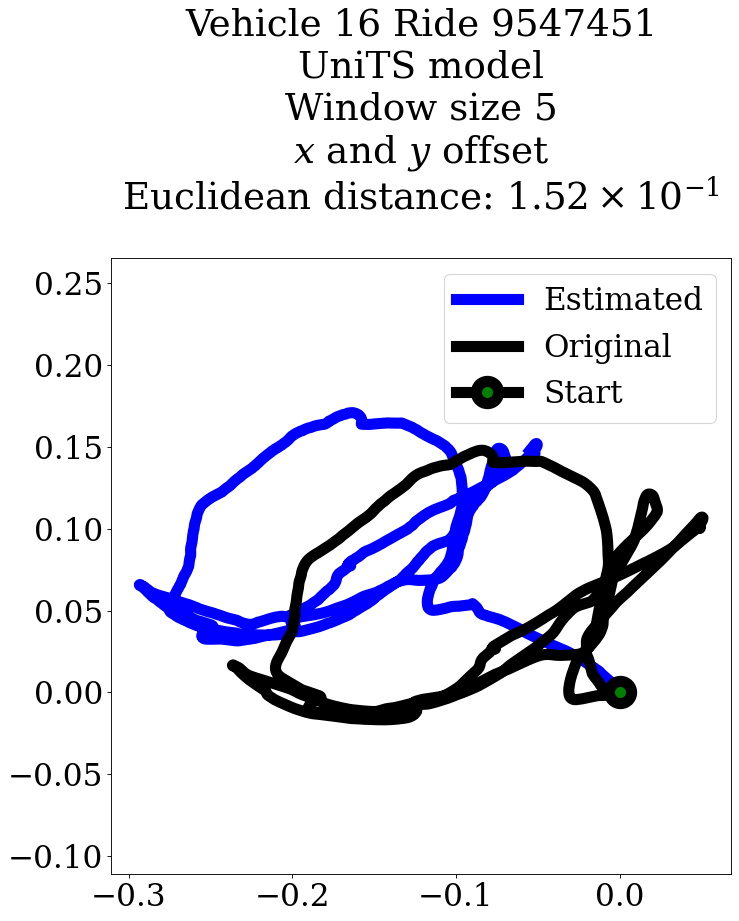 Vehicle 16 Ride 9547451
UniTS model
Window size 5
x and y offset
Euclidean distance: 1.52 × 10⁻¹
Estimated
Original
Start
0.25
0.20
0.15
0.10
0.05
0.00
−0.05
−0.10
−0.3 −0.2 −0.1 0.0